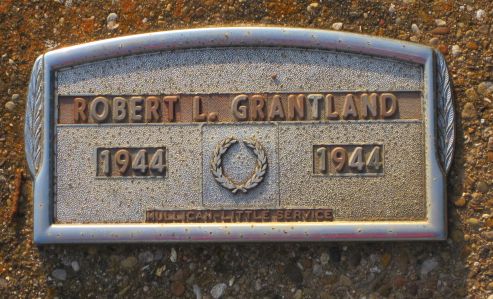 ROBERT L. GRANTLAND
1944 1944
MULLICAN-LITTLE SERVICE